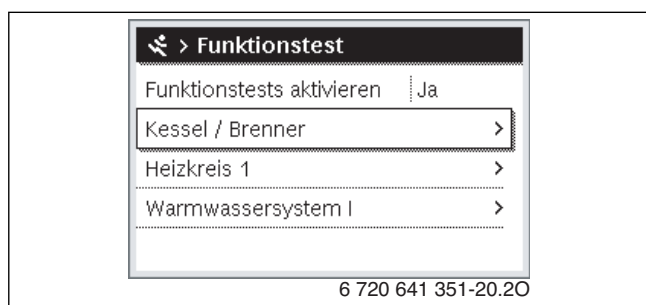 > Funktionstest
Funktionstests aktivieren Ja
Kessel / Brenner >
Heizkreis 1 >
Warmwassersystem I >
6 720 641 351-20.2O